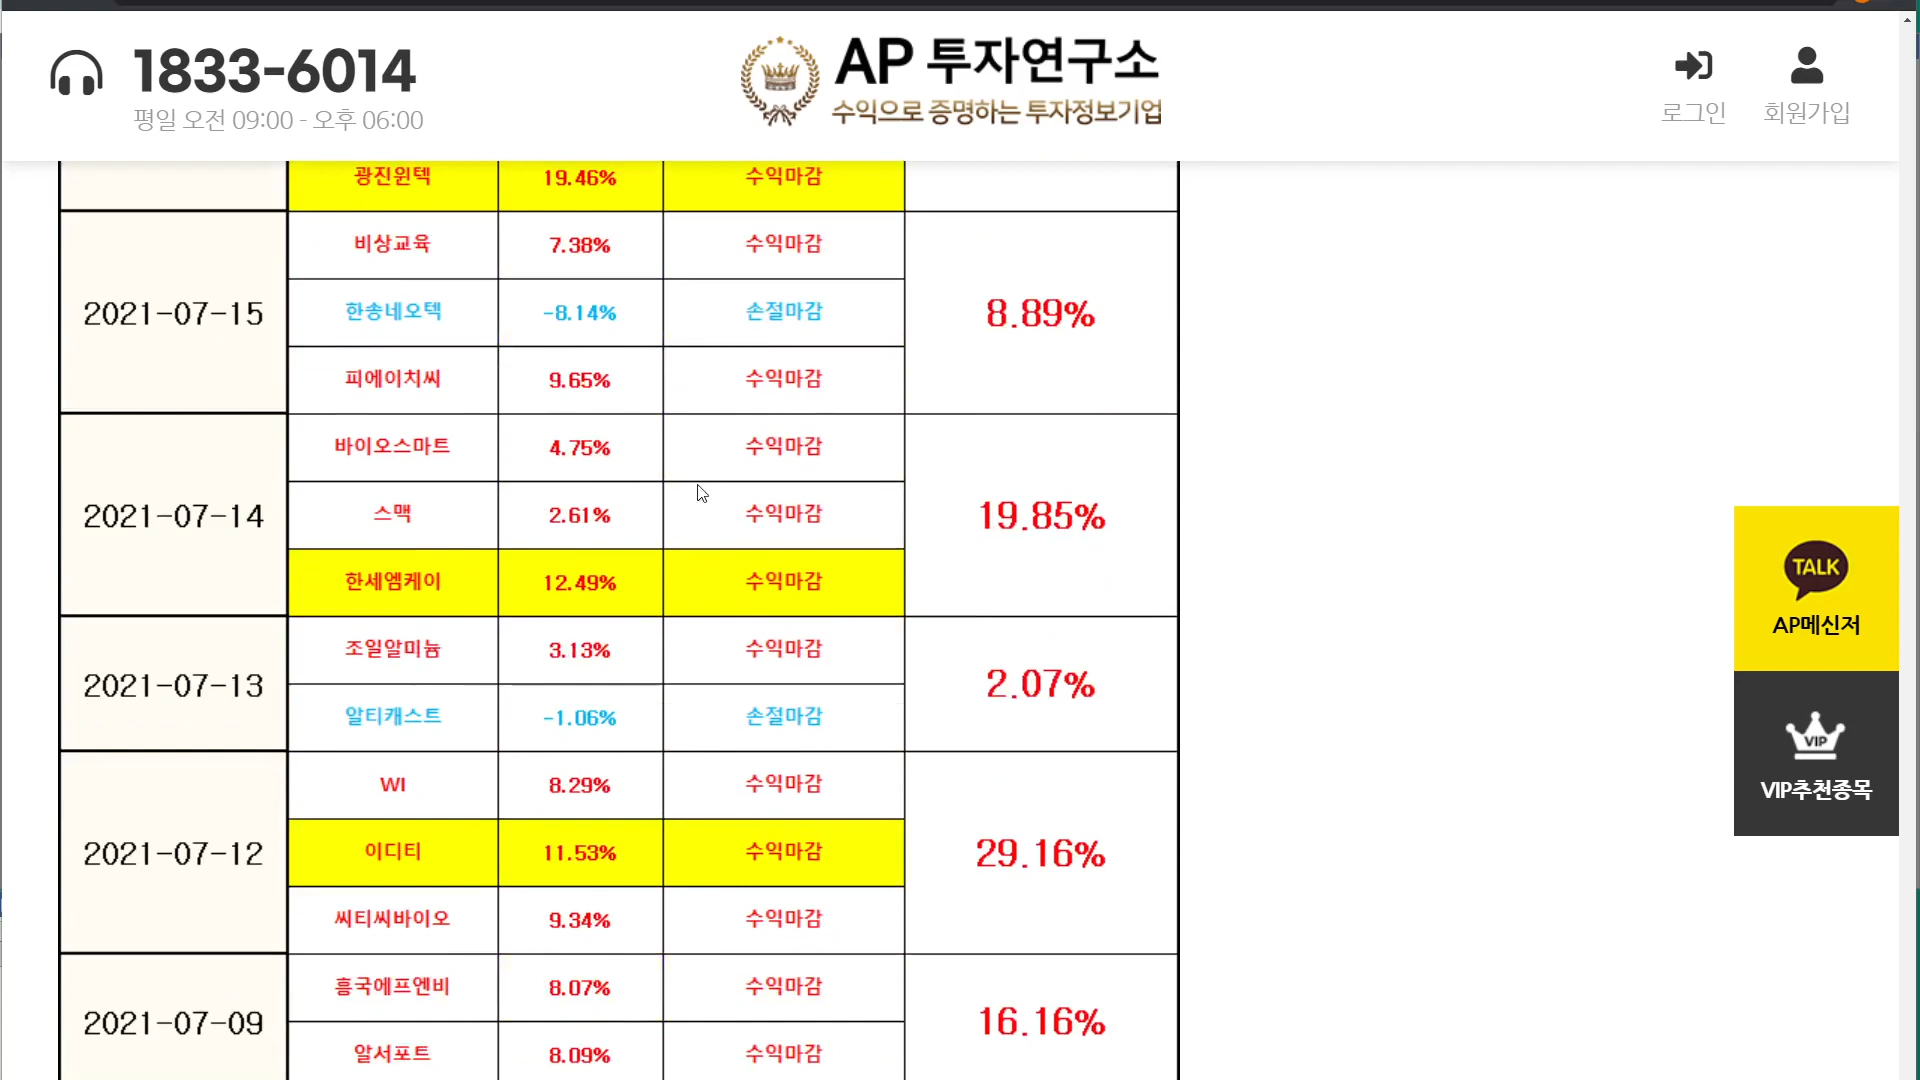 1833-6014
평일 오전 09:00 - 오후 06:00
AP 투자연구소
수익으로 증명하는 투자정보기업
로그인
회원가입
광진윈텍 19.46% 수익마감
2021-07-15
비상교육 7.38% 수익마감
한송네오텍 -8.14% 손절마감
피에이치씨 9.65% 수익마감
8.89%
2021-07-14
바이오스마트 4.75% 수익마감
스맥 2.61% 수익마감
한세엠케이 12.49% 수익마감
19.85%
2021-07-13
조일알미늄 3.13% 수익마감
알티캐스트 -1.06% 손절마감
2.07%
2021-07-12
WI 8.29% 수익마감
이디티 11.53% 수익마감
씨티씨바이오 9.34% 수익마감
29.16%
2021-07-09
흥국에프엔비 8.07% 수익마감
알서포트 8.09% 수익마감
16.16%
TALK
AP메신저
VIP
VIP추천종목